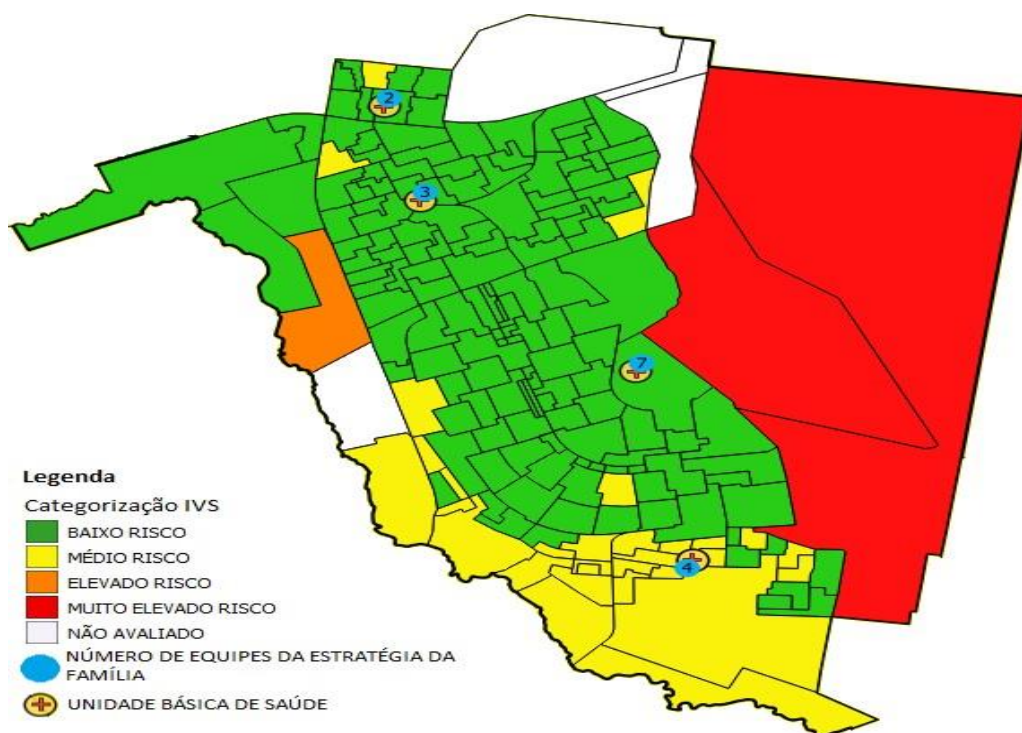 2
3
7
4
Legenda
Categorização IVS
BAIXO RISCO
MÉDIO RISCO
ELEVADO RISCO
MUITO ELEVADO RISCO
NÃO AVALIADO
NÚMERO DE EQUIPES DA ESTRATÉGIA DA
FAMÍLIA
UNIDADE BÁSICA DE SAÚDE